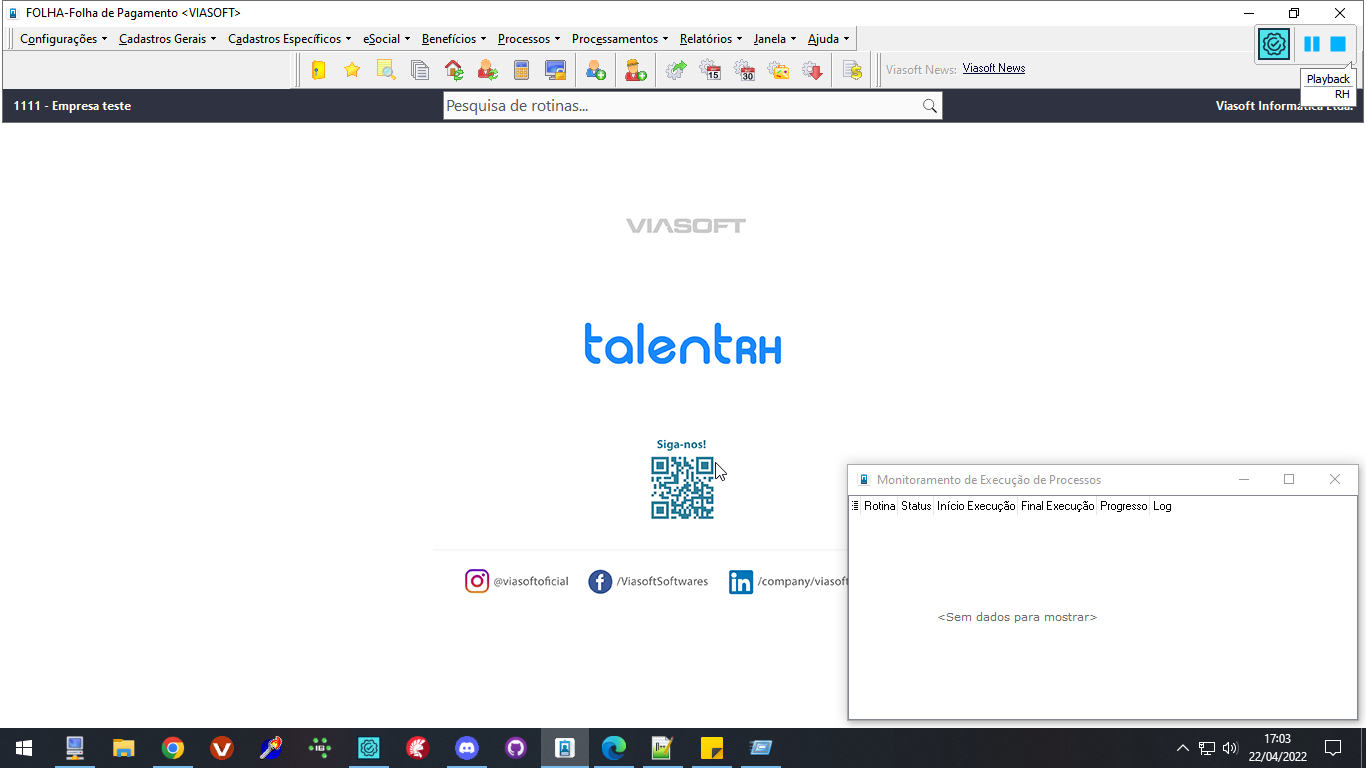 FOLHA-Folha de Pagamento <VIASOFT>
Configurações Cadastros Gerais Cadastros Específicos eSocial Benefícios Processos Processamentos Relatórios Janela Ajuda
15 30 Viasoft News: Viasoft News
Playback
RH
1111 - Empresa teste Pesquisa de rotinas... Viasoft Ltda.
VIASOFT
talentRH
Siga-nos!
@viasoftoficial /ViasoftSoftwares /company/viasoft
Monitoramento de Execução de Processos
Rotina Status Início Execução Final Execução Progresso Log
<Sem dados para mostrar>
17:03
22/04/2022